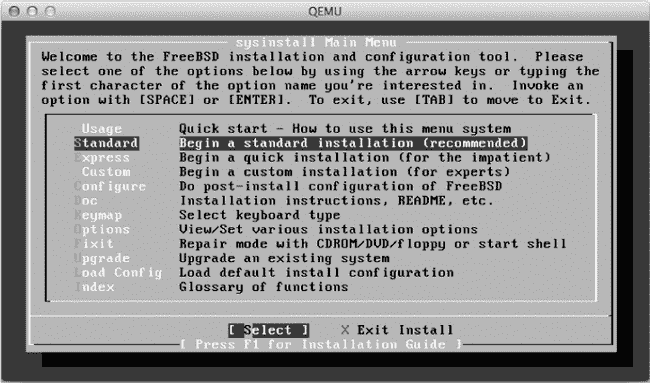 QEMU
sysinstall Main Menu
Welcome to the FreeBSD installation and configuration tool.  Please
select one of the options below by using the arrow keys or typing the
first character of the option name you're interested in.  Invoke an
option with [SPACE] or [ENTER].  To exit, use [TAB] to move to Exit.
Usage Quick start - How to use this menu system
Standard Begin a standard installation (recommended)
Express Begin a quick installation (for the impatient)
Custom Begin a custom installation (for experts)
Configure Do post-install configuration of FreeBSD
Doc Installation instructions, README, etc.
Keymap Select keyboard type
Options View/Set various installation options
Fixit Repair mode with CDROM/DVD/floppy or start shell
Upgrade Upgrade an existing system
Load Config Load default install configuration
Index Glossary of functions
[ Select ] X Exit Install
[ Press F1 for Installation Guide ]